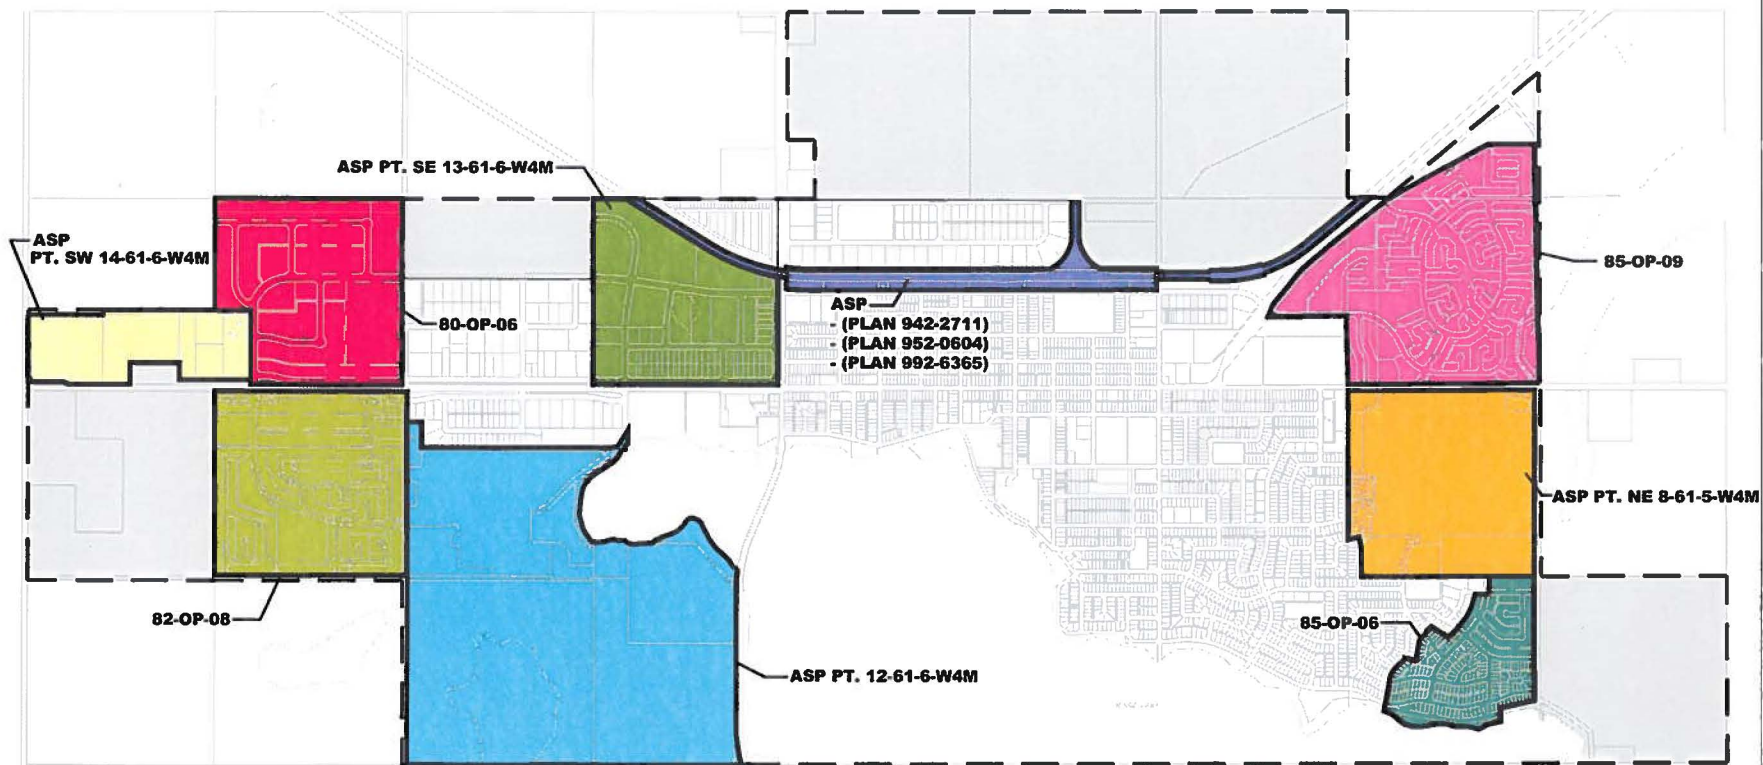 ASP PT. SE 13-61-6-W4M
ASP
PT. SW 14-61-6-W4M
85-OP-09
80-OP-06
ASP
- (PLAN 942-2711)
- (PLAN 952-0604)
- (PLAN 992-6365)
ASP PT. NE 8-61-5-W4M
82-OP-08
85-OP-06
ASP PT. 12-61-6-W4M